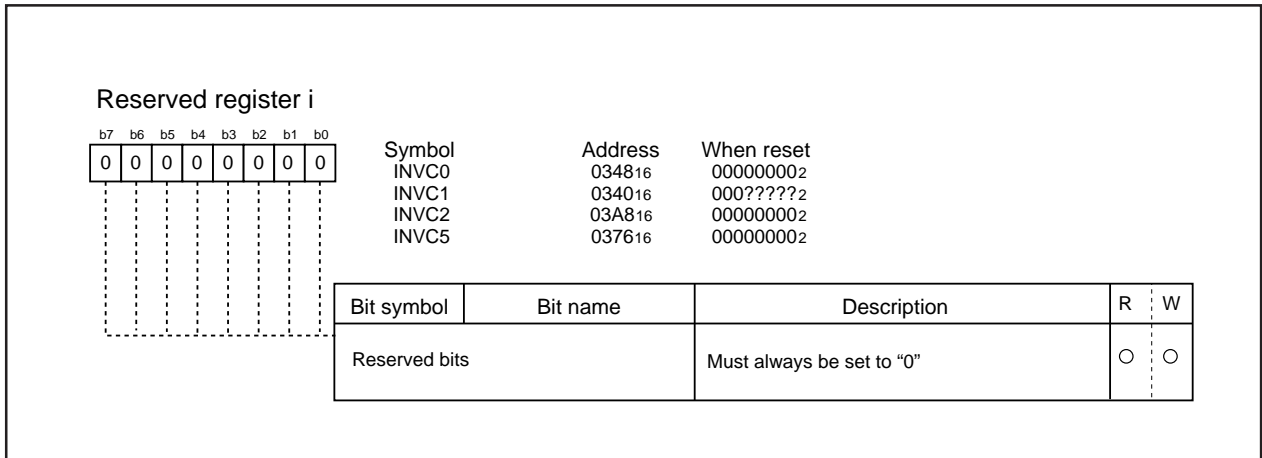 Reserved register i
b7 b6 b5 b4 b3 b2 b1 b0
0 0 0 0 0 0 0 0
Symbol Address When reset
INVC0 034816 000000002
INVC1 034016 000?????2
INVC2 03A816 000000002
INVC5 037616 000000002
Bit symbol Bit name Description R W
Reserved bits Must always be set to “0” ○ ○